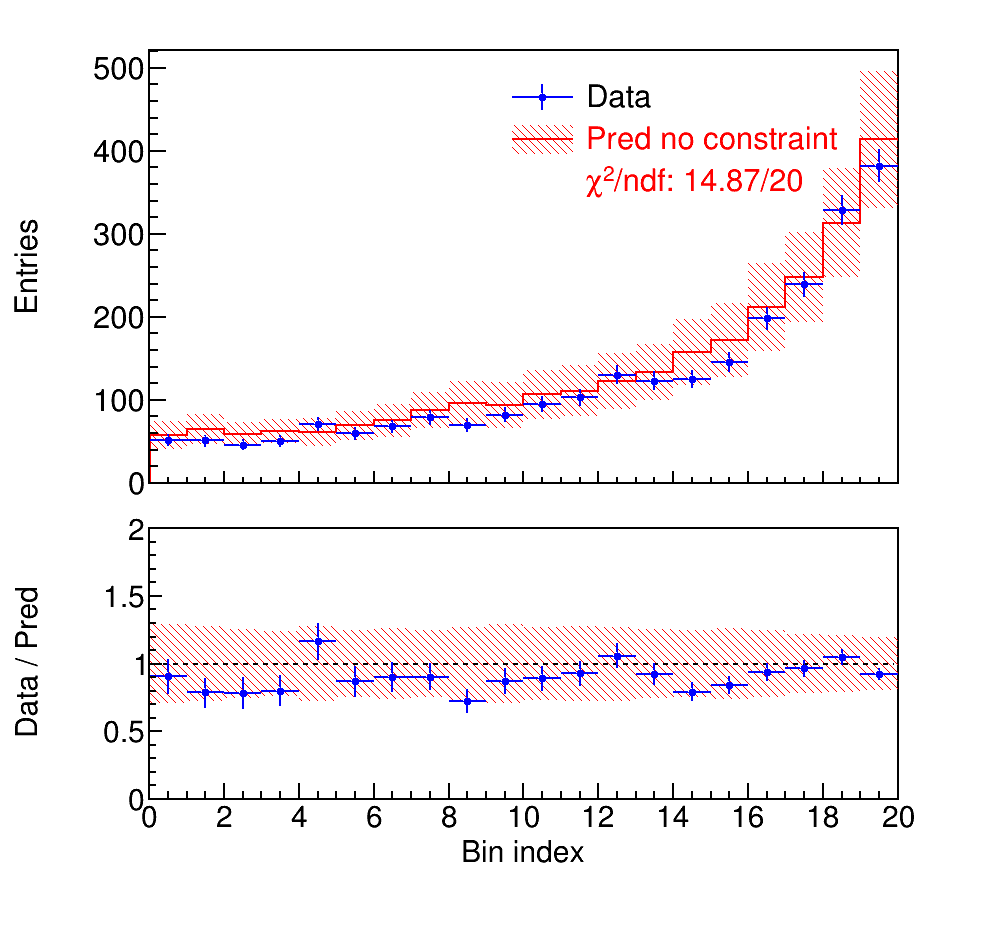 500
400
300
200
100
0
Entries
Data
Pred no constraint
χ²/ndf: 14.87/20
2
1.5
1
0.5
0
Data / Pred
0 2 4 6 8 10 12 14 16 18 20
Bin index